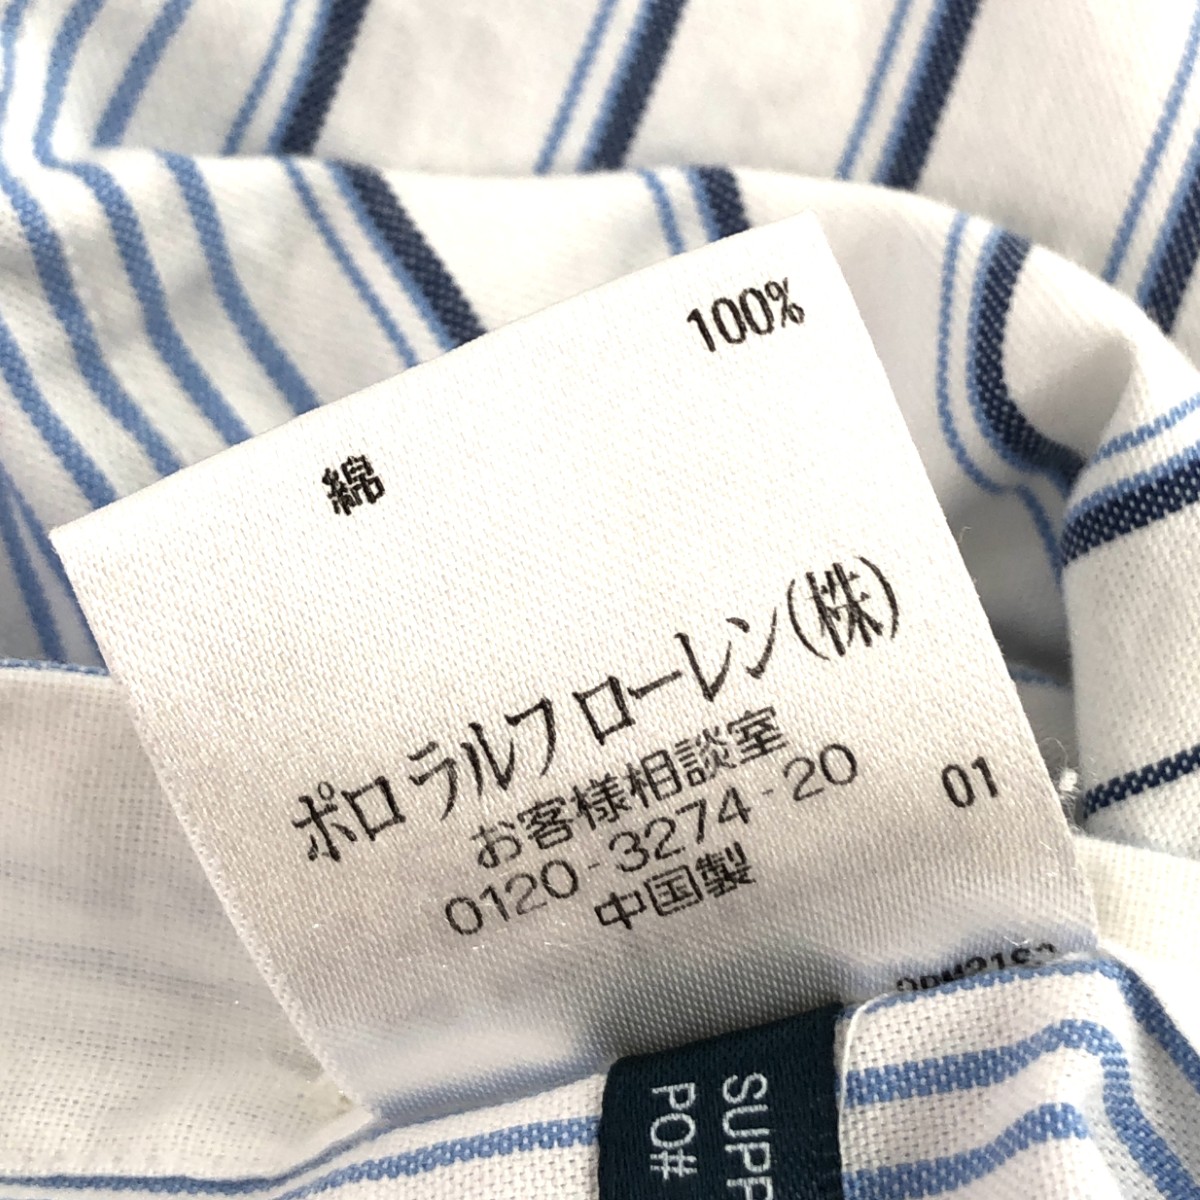 綿 100%
ポロ ラルフ ローレン(株)
お客様相談室
0120-3274-20
中国製
01
SUPP
PO#